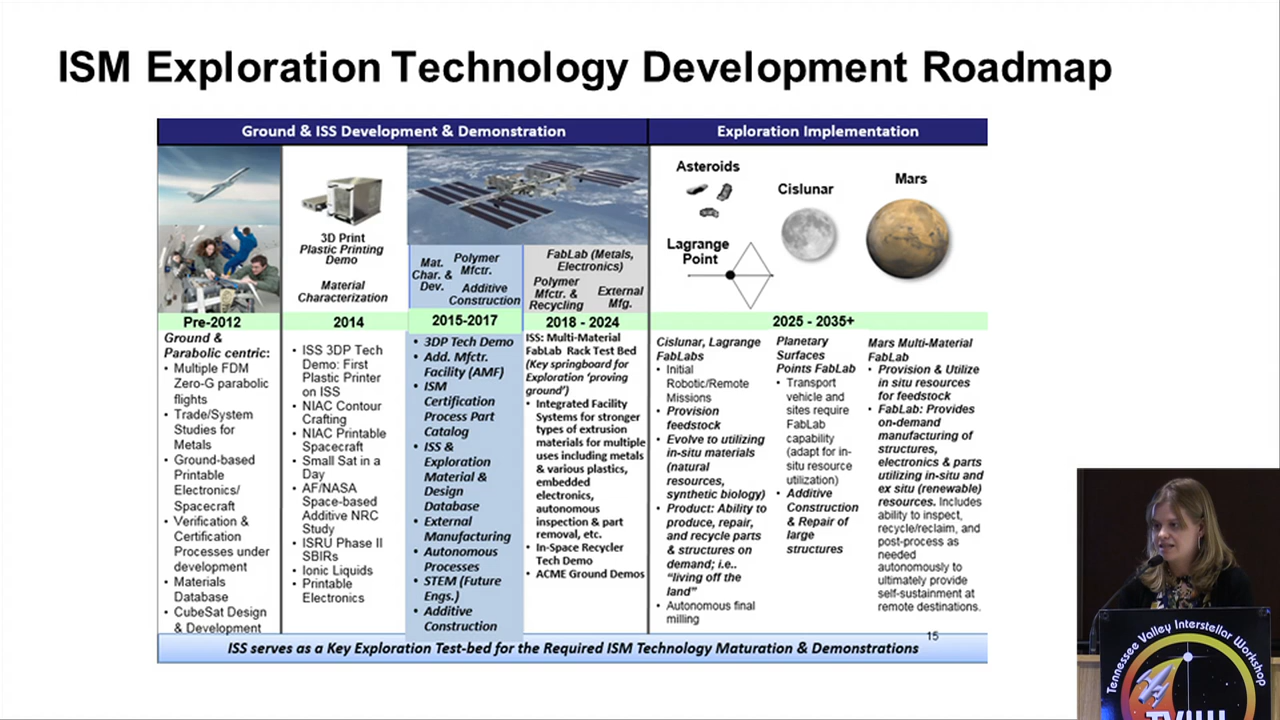 ISM Exploration Technology Development Roadmap
Ground & ISS Development & Demonstration
Exploration Implementation
3D Print
Plastic Printing
Demo
Material
Characterization
Mat.
Char. &
Dev.
Polymer
Mfctr.
Additive
Construction
FabLab (Metals,
Electronics)
Polymer
Mfctr. &
Recycling
External
Mfg.
Asteroids
Cislunar
Mars
Lagrange
Point
Pre-2012
2014
2015-2017
2018 - 2024
2025 - 2035+
Ground &
Parabolic centric:
• Multiple FDM
Zero-G parabolic
flights
• Trade/System
Studies for
Metals
• Ground-based
Printable
Electronics/
Spacecraft
• Verification &
Certification
Processes under
development
• Materials
Database
• CubeSat Design
& Development
• ISS 3DP Tech
Demo: First
Plastic Printer
on ISS
• NIAC Contour
Crafting
• NIAC Printable
Spacecraft
• Small Sat in a
Day
• AF/NASA
Space-based
Additive NRC
Study
• ISRU Phase II
SBIRs
• Ionic Liquids
• Printable
Electronics
• 3DP Tech Demo
• Add. Mfctr.
Facility (AMF)
• ISM
Certification
Process Part
Catalog
• ISS &
Exploration
Material &
Design
Database
• External
Manufacturing
• Autonomous
Processes
• STEM (Future
Engs.)
• Additive
Construction
ISS: Multi-Material
FabLab Rack Test Bed
(Key springboard for
Exploration 'proving
ground')
• Integrated Facility
Systems for stronger
types of extrusion
materials for multiple
uses including metals
& various plastics,
embedded
electronics,
autonomous
inspection & part
removal, etc.
• In-Space Recycler
Tech Demo
• ACME Ground Demos
Cislunar, Lagrange
FabLabs
• Initial
Robotic/Remote
Missions
• Provision
feedstock
• Evolve to utilizing
in-situ materials
(natural
resources,
synthetic biology)
• Product: Ability to
produce, repair,
and recycle parts
& structures on
demand; i.e..
"living off the
land"
• Autonomous final
milling
Planetary
Surfaces
Points FabLab
• Transport
vehicle and
sites require
FabLab
capability
(adapt for in-
situ resource
utilization)
• Additive
Construction
& Repair of
large
structures
Mars Multi-Material
FabLab
• Provision & Utilize
in situ resources
for feedstock
• FabLab: Provides
on-demand
manufacturing of
structures,
electronics & parts
utilizing in-situ and
ex situ (renewable)
resources. Includes
ability to inspect,
recycle/reclaim, and
post-process as
needed
autonomously to
ultimately provide
self-sustainment at
remote destinations.
15
ISS serves as a Key Exploration Test-bed for the Required ISM Technology Maturation & Demonstrations
Tennessee Valley Interstellar Workshop